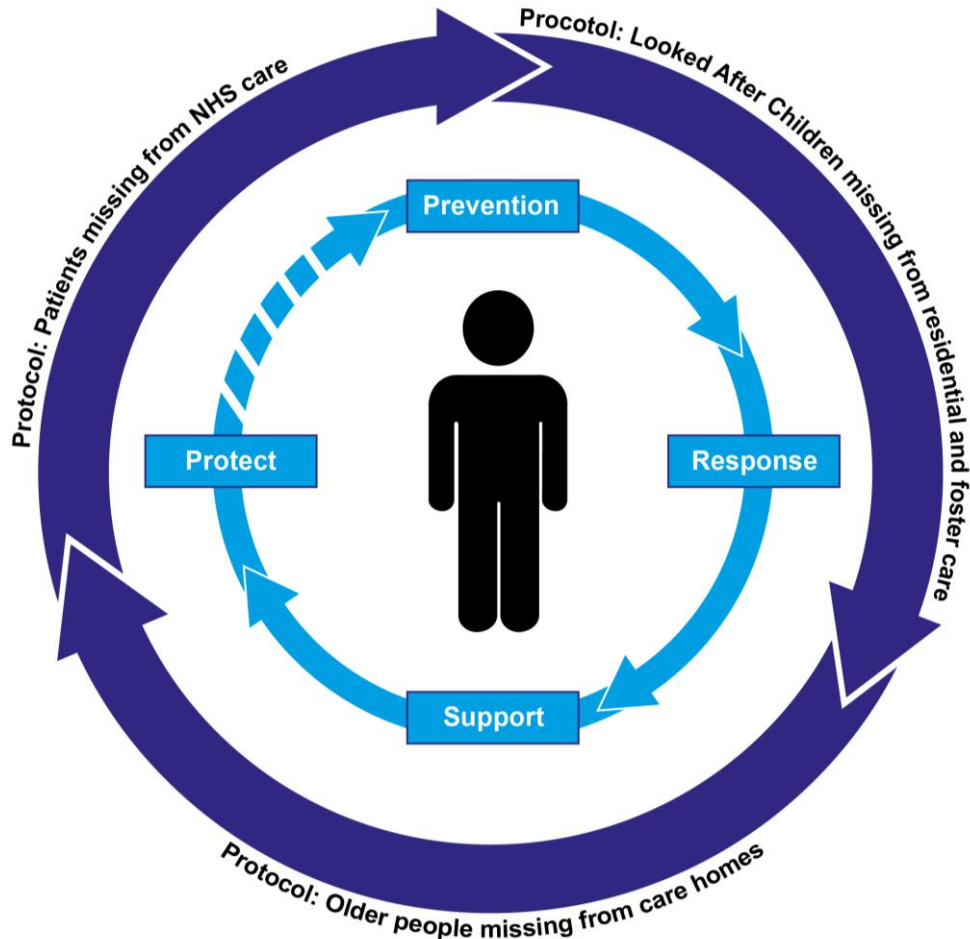 Procotol: Looked After Children missing from residential and foster care
Protocol: Patients missing from NHS care
Prevention
Protect
Response
Support
Protocol: Older people missing from care homes